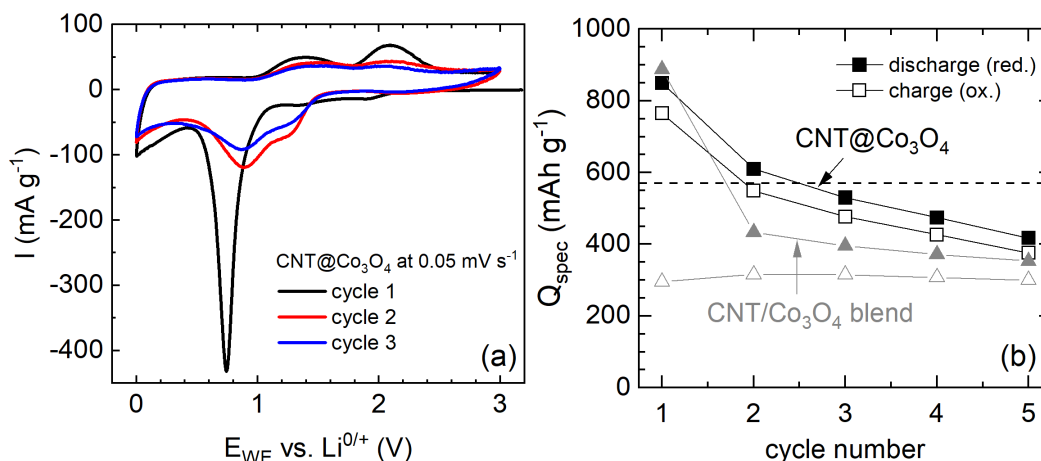 100
0
-100
-200
-300
-400
I (mA g⁻¹)
CNT@Co₃O₄ at 0.05 mV s⁻¹
cycle 1
cycle 2
cycle 3
(a)
0 1 2 3
E_WE vs. Li⁰/⁺ (V)
1000
800
600
400
200
0
Q_spec (mAh g⁻¹)
discharge (red.)
charge (ox.)
CNT@Co₃O₄
CNT/Co₃O₄ blend
(b)
1 2 3 4 5
cycle number